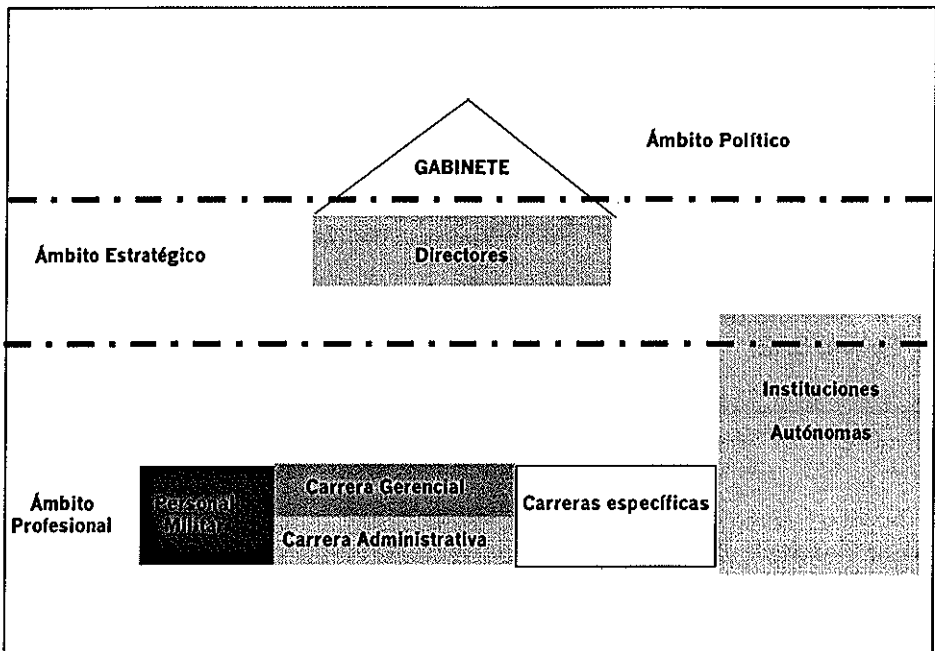 Ámbito Político
GABINETE
Ámbito Estratégico
Directores
Instituciones
Autónomas
Ámbito
Profesional
Personal
Militar
Carrera Gerencial
Carrera Administrativa
Carreras específicas